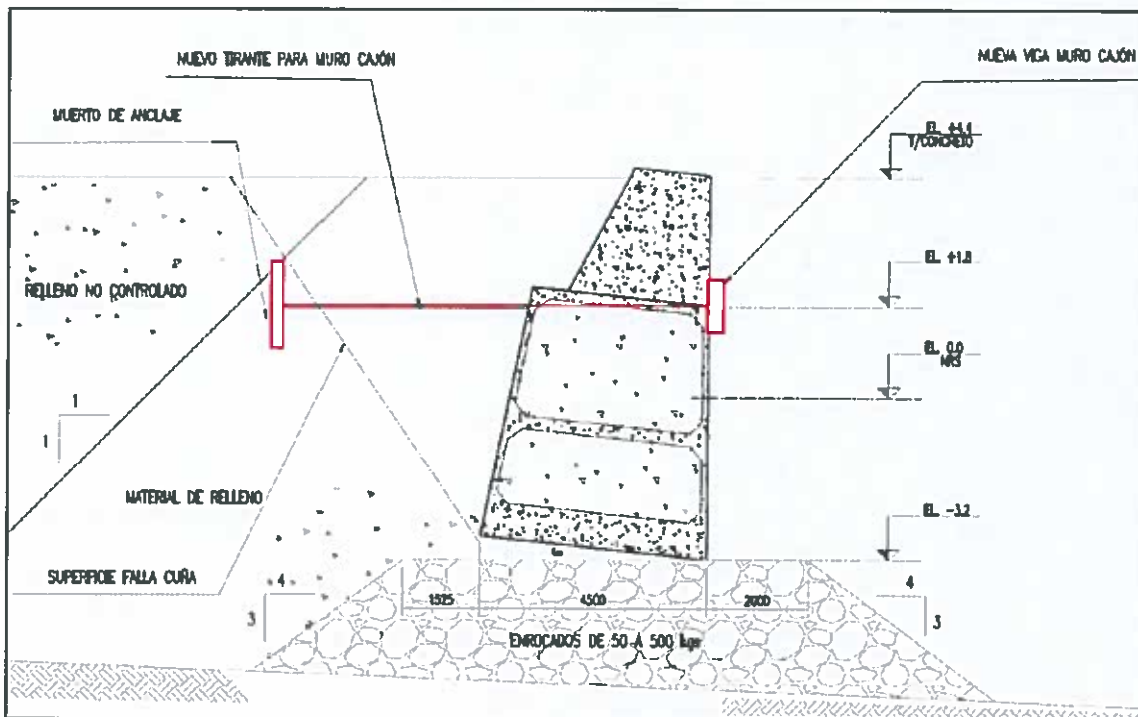 NUEVO TIRANTE PARA MURO CAJÓN
NUEVA VIGA MURO CAJÓN
MUERTO DE ANCLAJE
EL +4.4
T/CONCRETO
EL +1.8
RELLENO NO CONTROLADO
EL 0.0
NRS
1
1
MATERIAL DE RELLENO
EL -3.2
SUPERFICIE FALLA CUÑA
4
3
1525
4500
2000
4
3
ENROCADOS DE 50 A 500 kgs